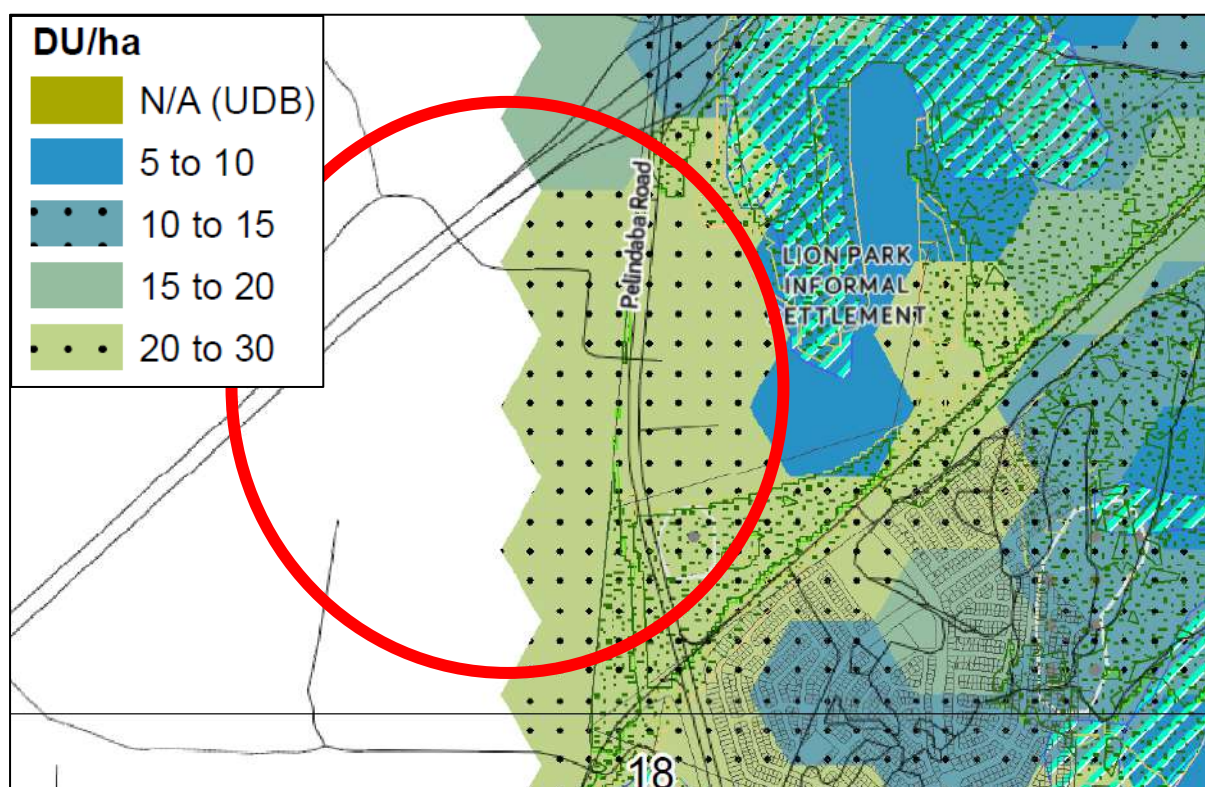 DU/ha
N/A (UDB)
5 to 10
10 to 15
15 to 20
20 to 30
Pelindaba Road
LION PARK
INFORMAL
SETTLEMENT
18